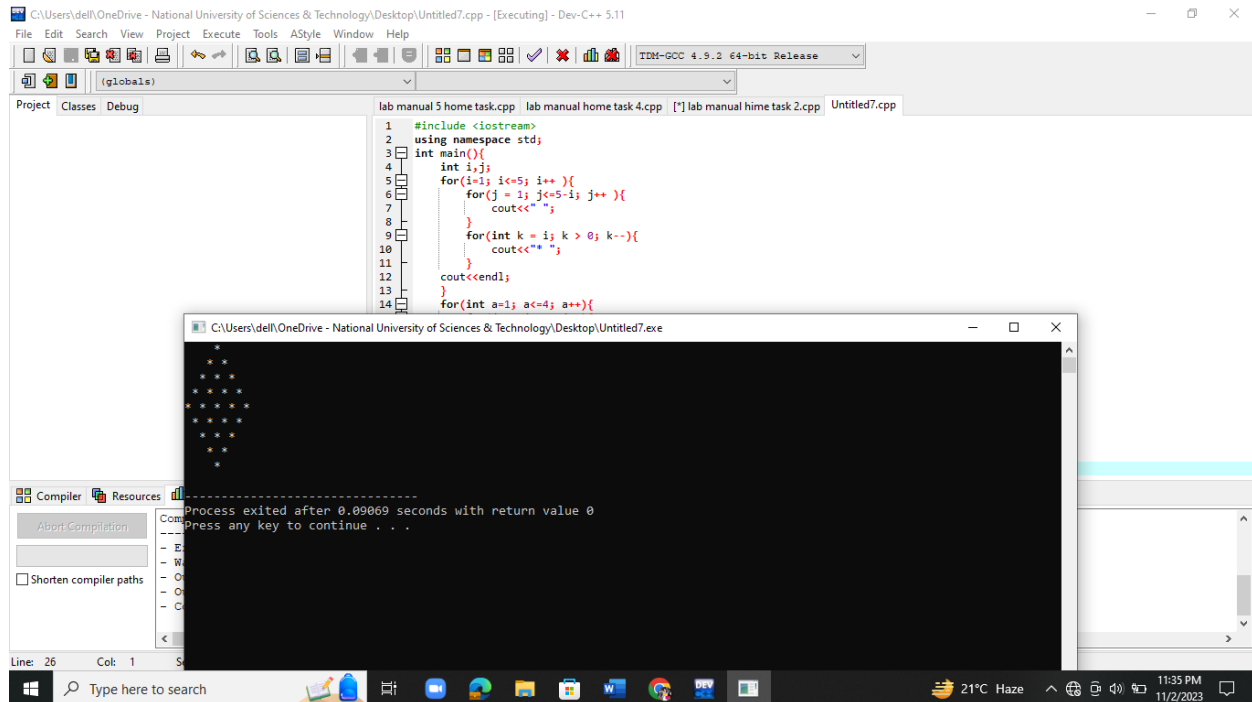 C:\Users\dell\OneDrive - National University of Sciences & Technology\Desktop\Untitled7.cpp - [Executing] - Dev-C++ 5.11
File Edit Search View Project Execute Tools AStyle Window Help
TDM-GCC 4.9.2 64-bit Release
(globals)
Project Classes Debug
lab manual 5 home task.cpp lab manual home task 4.cpp [*] lab manual hime task 2.cpp Untitled7.cpp
1 #include <iostream>
2 using namespace std;
3 int main(){
4 int i,j;
5 for(i=1; i<=5; i++ ){
6 for(j = 1; j<=5-i; j++ ){
7 cout<<" ";
8 }
9 for(int k = i; k > 0; k--){
10 cout<<"* ";
11 }
12 cout<<endl;
13 }
14 for(int a=1; a<=4; a++){
C:\Users\dell\OneDrive - National University of Sciences & Technology\Desktop\Untitled7.exe
*
* *
* * *
* * * *
* * * * *
* * * *
* * *
* *
*
--------------------------------
Process exited after 0.09069 seconds with return value 0
Press any key to continue . . .
Compiler Resources
Abort Compilation
Shorten compiler paths
Line: 26 Col: 1
Type here to search
DEV
21°C Haze
11:35 PM
11/2/2023